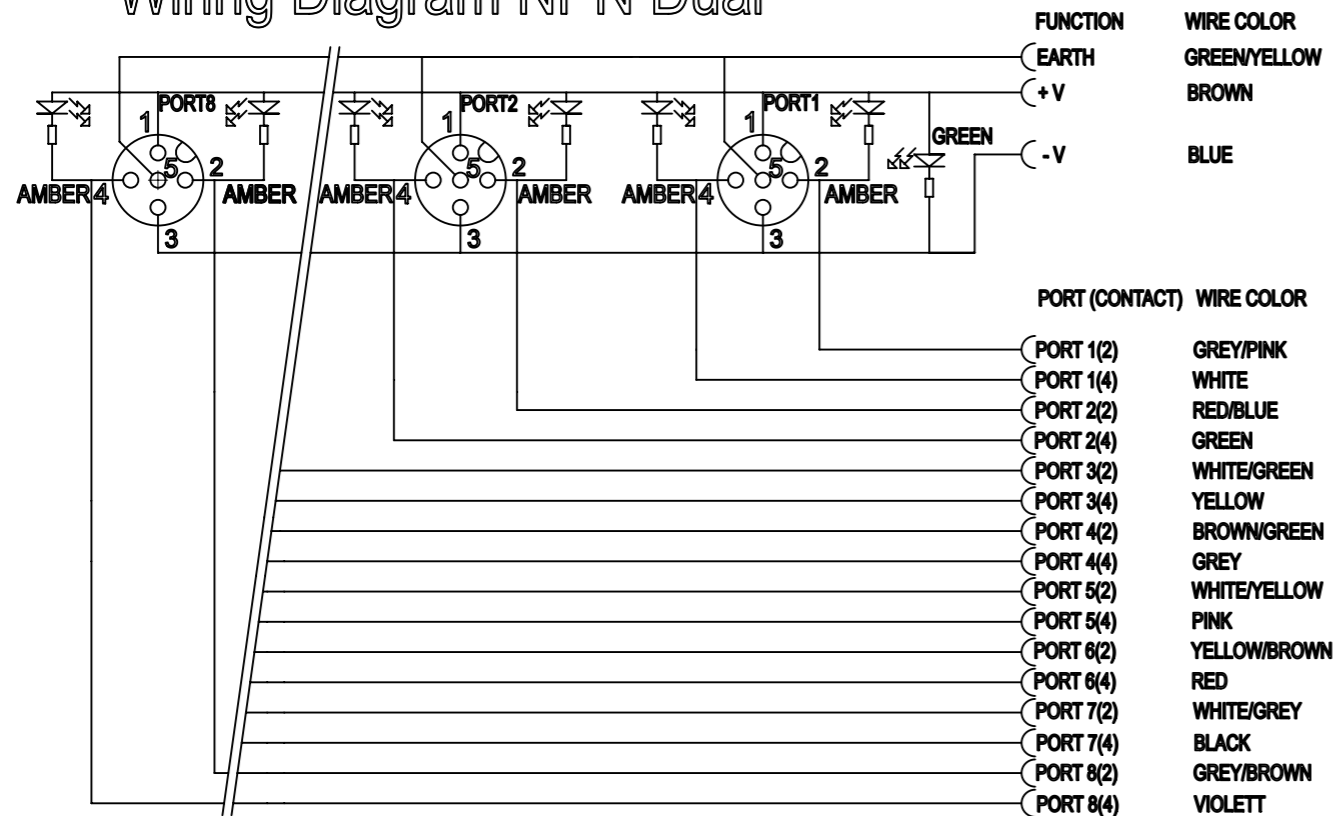 Wiring Diagram NPN Dual
FUNCTION WIRE COLOR
EARTH GREEN/YELLOW
+ V BROWN
- V BLUE
PORT8 PORT2 PORT1
1 1 1
GREEN
5 2 5 2 5 2
AMBER 4 AMBER AMBER 4 AMBER AMBER 4 AMBER
3 3 3
PORT (CONTACT) WIRE COLOR
PORT 1(2) GREY/PINK
PORT 1(4) WHITE
PORT 2(2) RED/BLUE
PORT 2(4) GREEN
PORT 3(2) WHITE/GREEN
PORT 3(4) YELLOW
PORT 4(2) BROWN/GREEN
PORT 4(4) GREY
PORT 5(2) WHITE/YELLOW
PORT 5(4) PINK
PORT 6(2) YELLOW/BROWN
PORT 6(4) RED
PORT 7(2) WHITE/GREY
PORT 7(4) BLACK
PORT 8(2) GREY/BROWN
PORT 8(4) VIOLETT